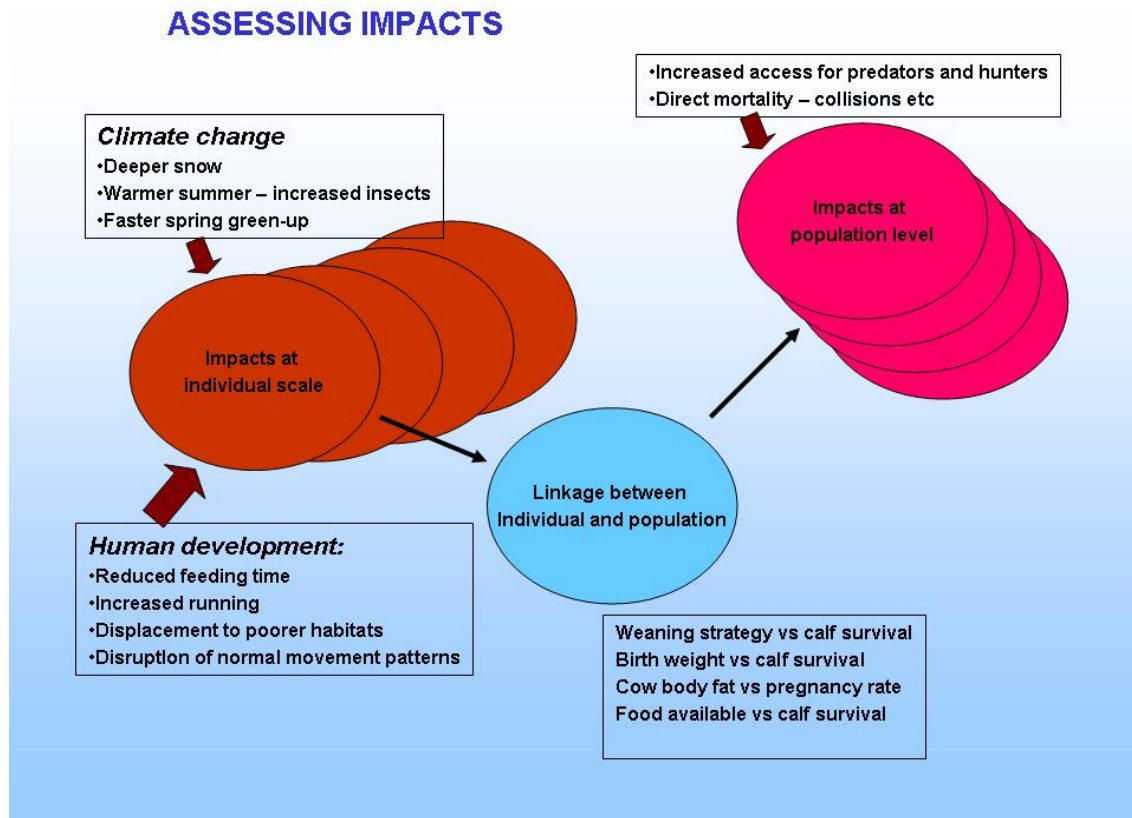 ASSESSING IMPACTS
•Increased access for predators and hunters
•Direct mortality – collisions etc
Climate change
•Deeper snow
•Warmer summer – increased insects
•Faster spring green-up
Impacts at
population level
Impacts at
individual scale
Linkage between
Individual and population
Human development:
•Reduced feeding time
•Increased running
•Displacement to poorer habitats
•Disruption of normal movement patterns
Weaning strategy vs calf survival
Birth weight vs calf survival
Cow body fat vs pregnancy rate
Food available vs calf survival